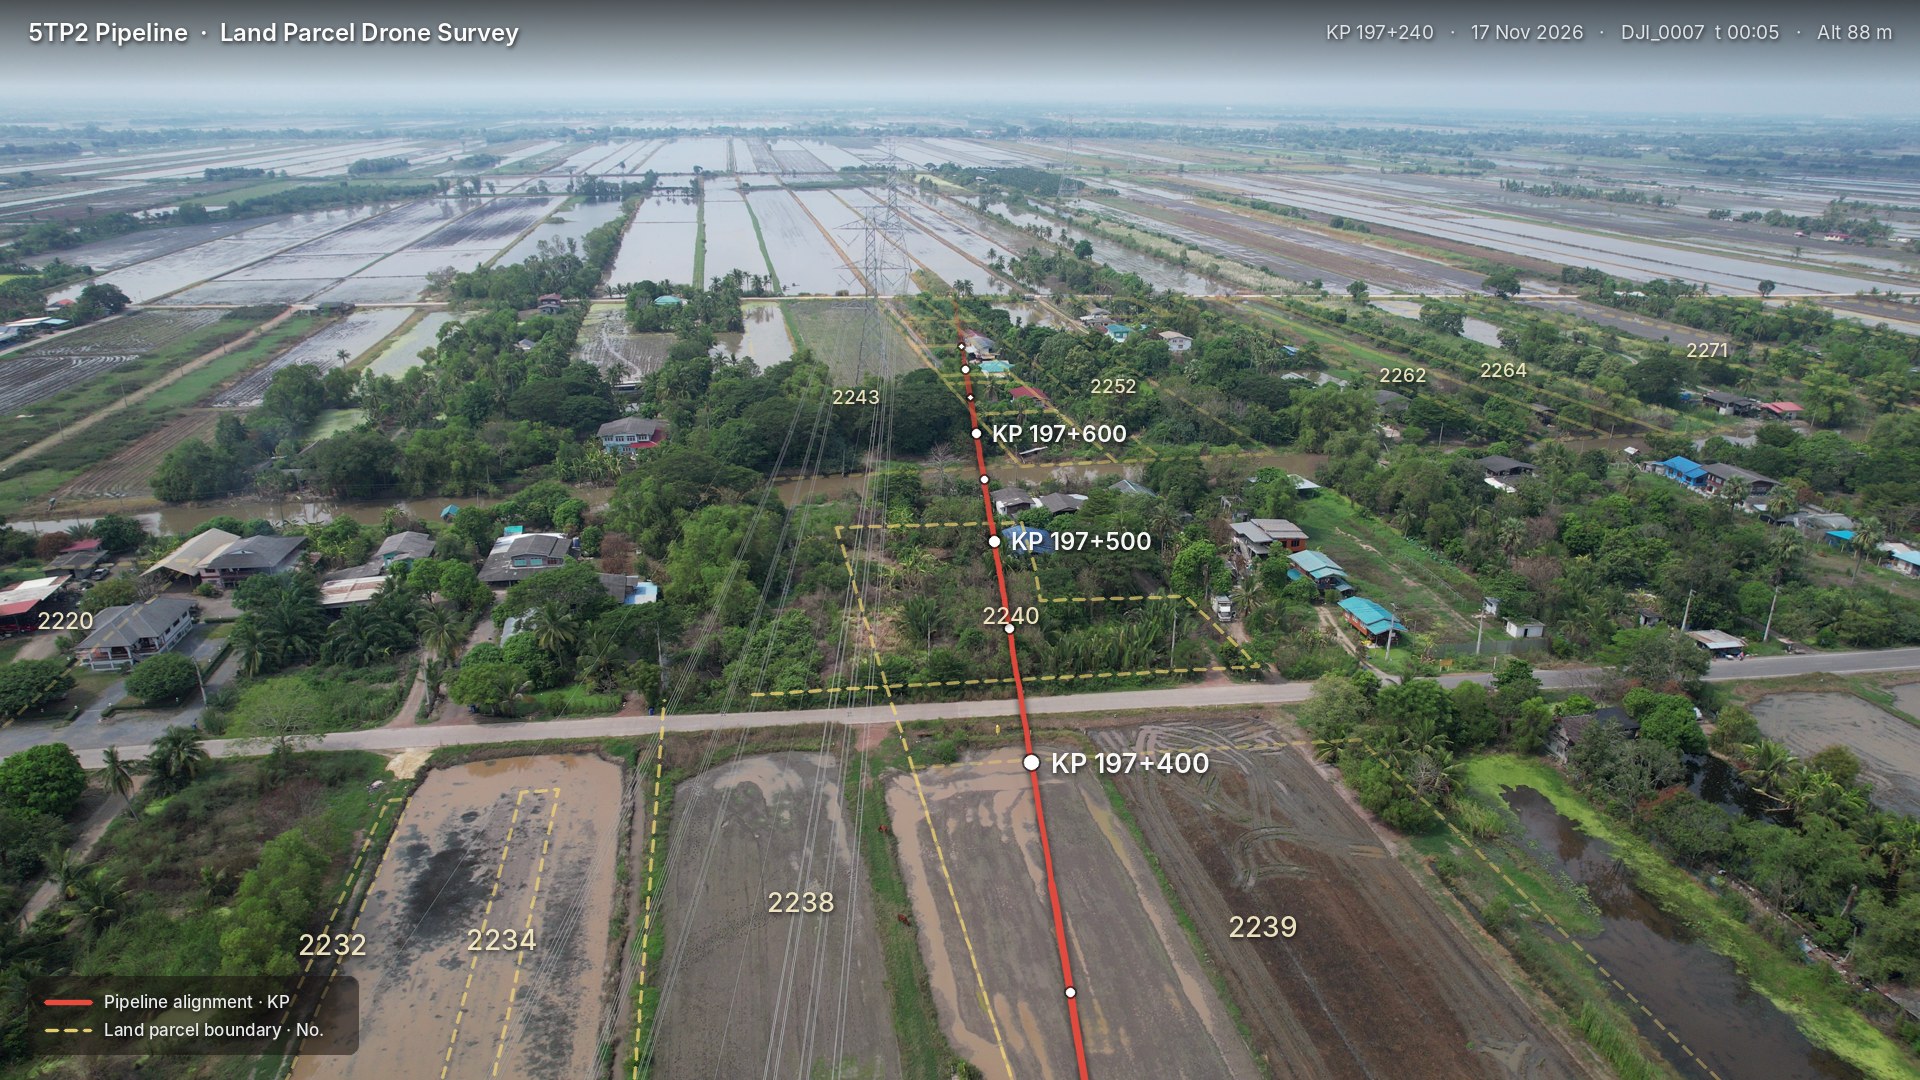 5TP2 Pipeline · Land Parcel Drone Survey
KP 197+240 · 17 Nov 2026 · DJI_0007 t 00:05 · Alt 88 m
2271
2264
2262
2252
2243
KP 197+600
KP 197+500
2240
2220
KP 197+400
2238
2239
2232
2234
Pipeline alignment · KP
Land parcel boundary · No.